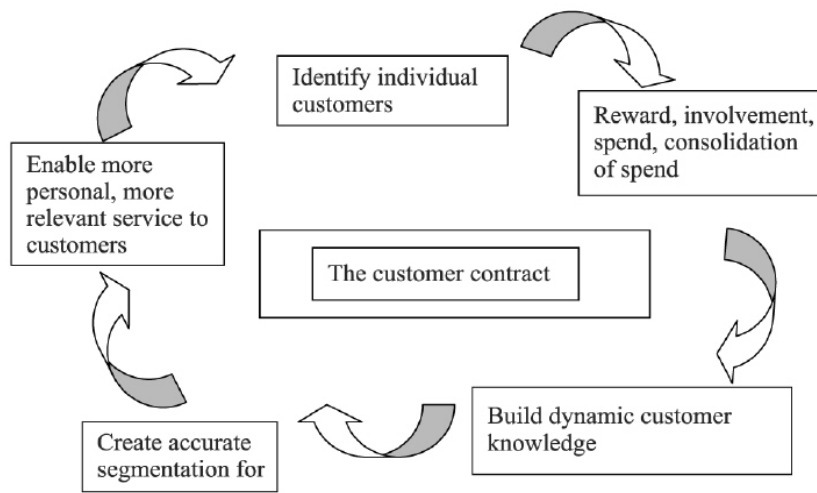 Identify individual
customers
Reward, involvement,
spend, consolidation
of spend
Enable more
personal, more
relevant service to
customers
The customer contract
Build dynamic customer
knowledge
Create accurate
segmentation for